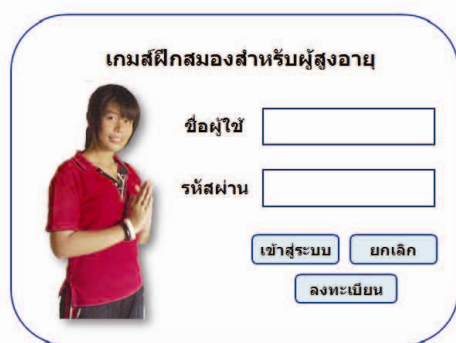 เกมส์ฝึกสมองสำหรับผู้สูงอายุ
ชื่อผู้ใช้
รหัสผ่าน
เข้าสู่ระบบ ยกเลิก
ลงทะเบียน